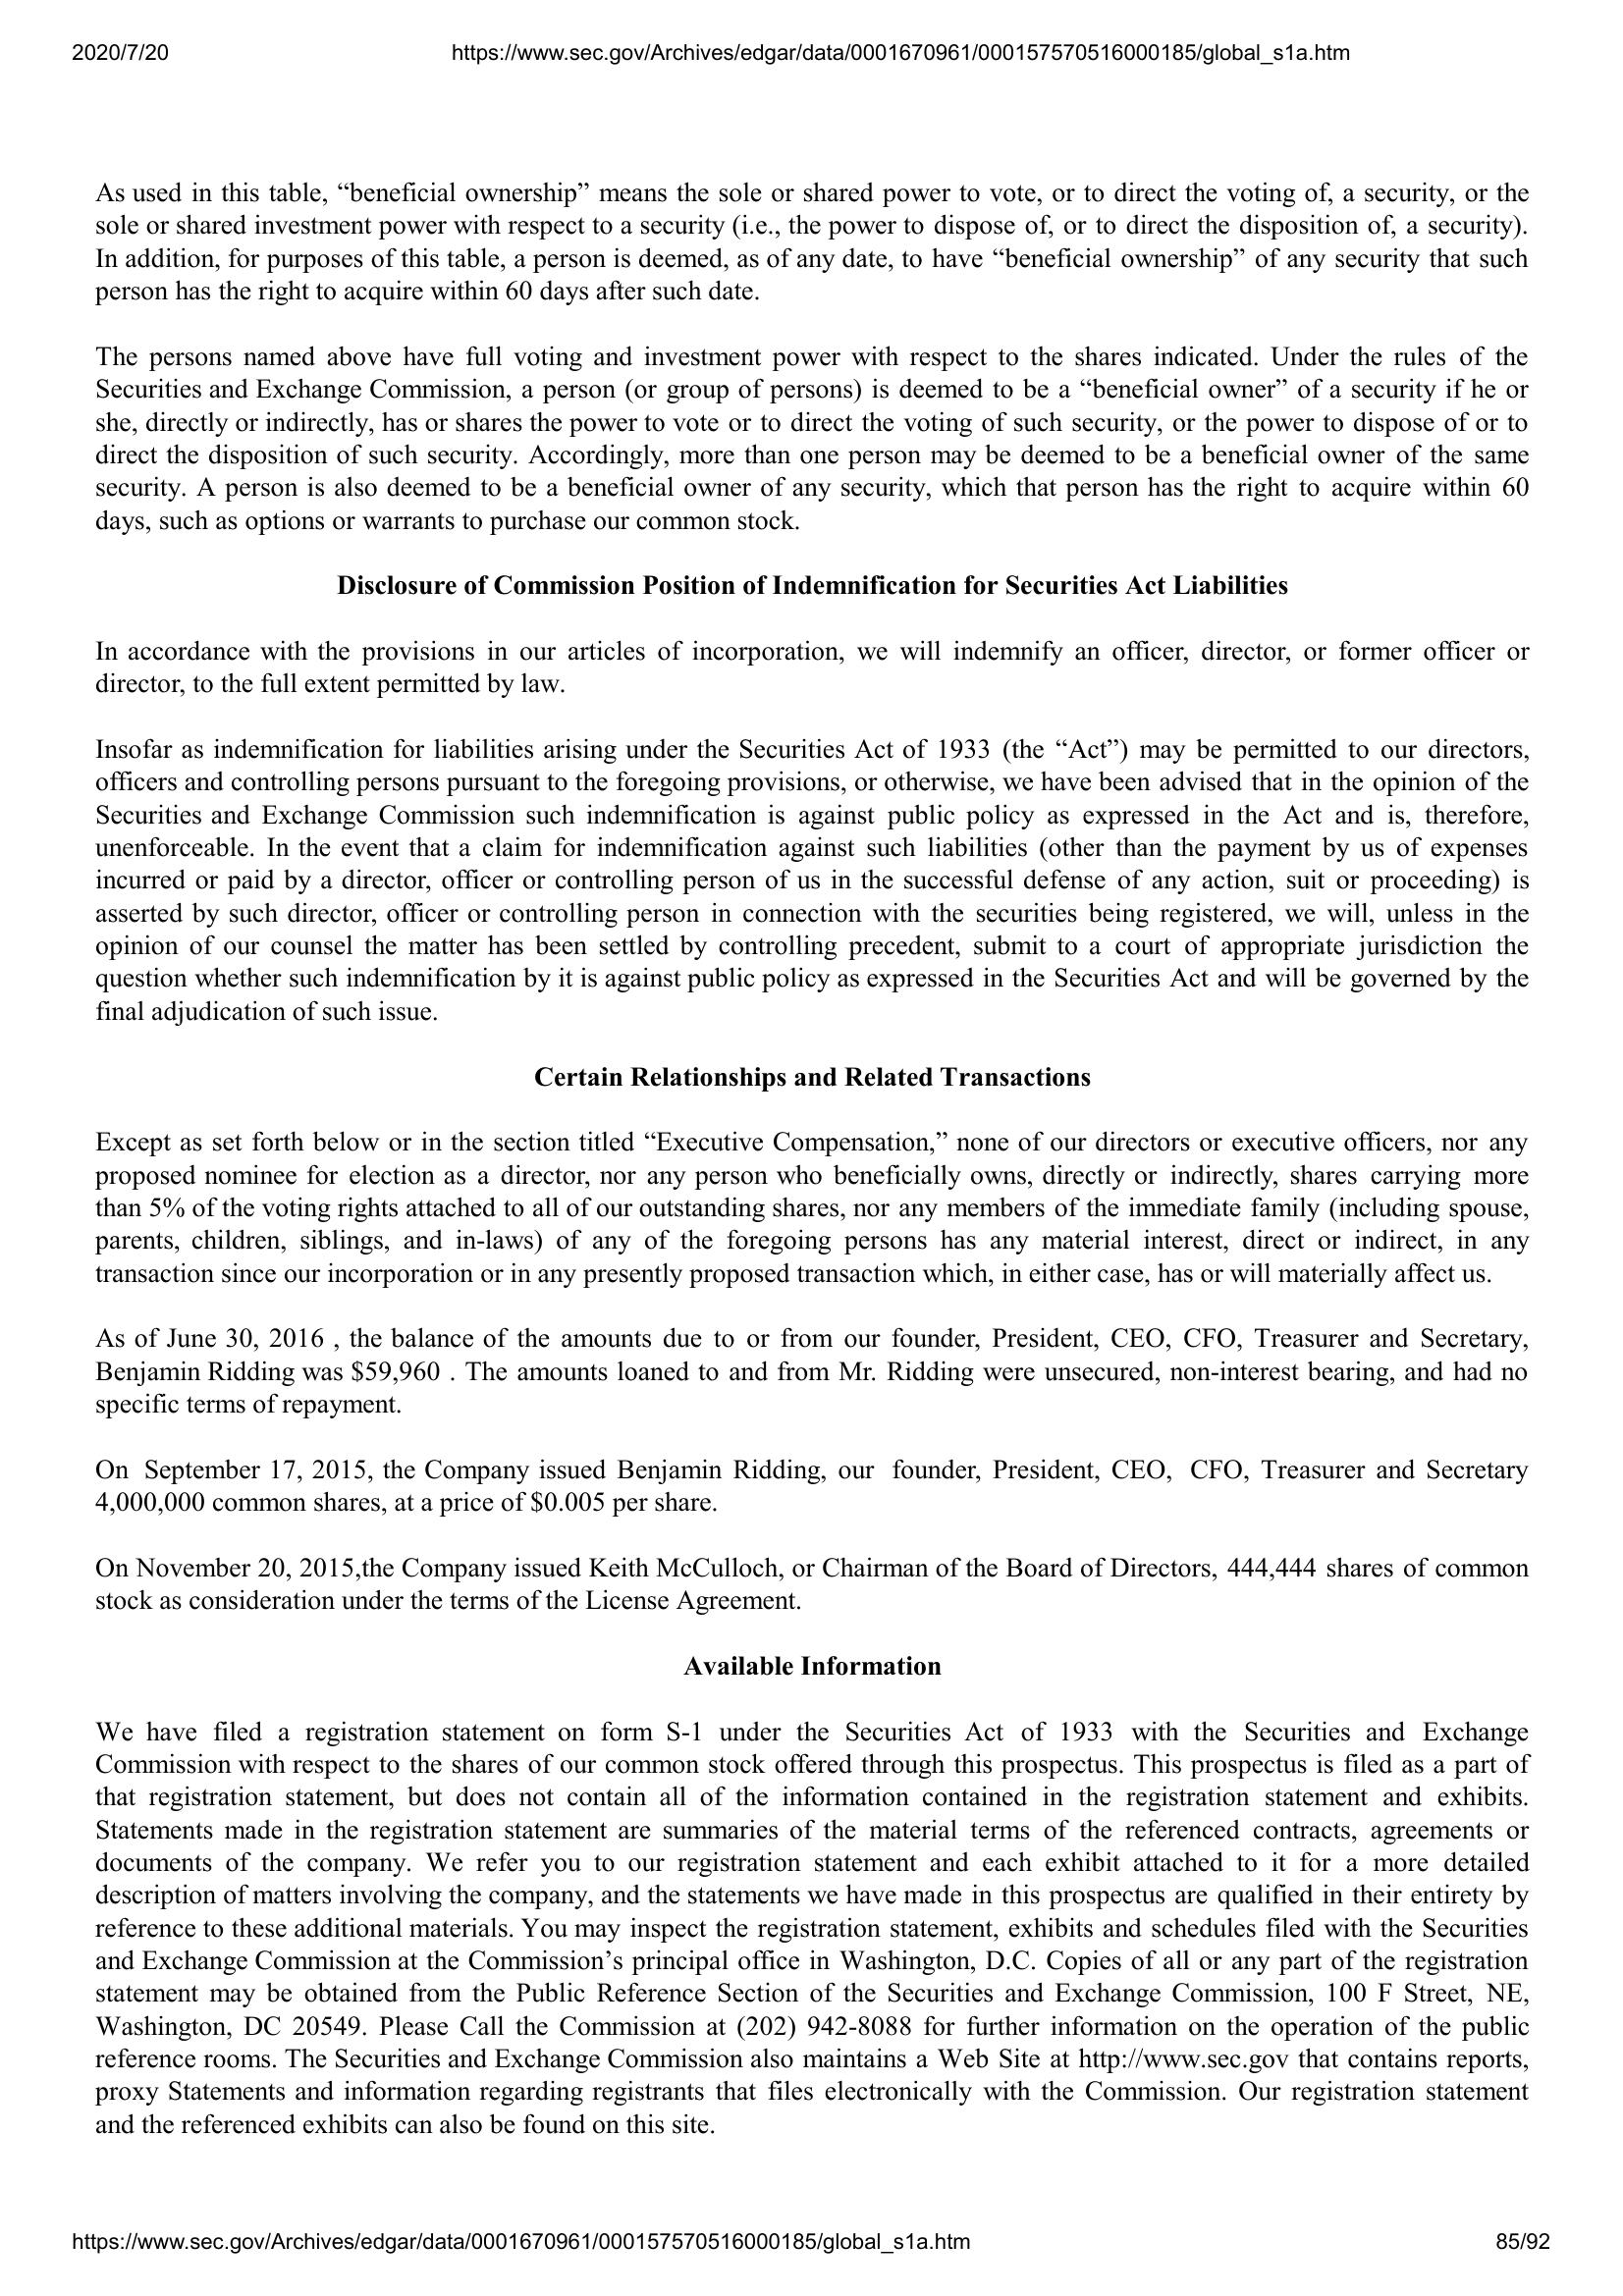 2020/7/20 https://www.sec.gov/Archives/edgar/data/0001670961/000157570516000185/global_s1a.htm
As used in this table, “beneficial ownership” means the sole or shared power to vote, or to direct the voting of, a security, or the
sole or shared investment power with respect to a security (i.e., the power to dispose of, or to direct the disposition of, a security).
In addition, for purposes of this table, a person is deemed, as of any date, to have “beneficial ownership” of any security that such
person has the right to acquire within 60 days after such date.
The persons named above have full voting and investment power with respect to the shares indicated. Under the rules of the
Securities and Exchange Commission, a person (or group of persons) is deemed to be a “beneficial owner” of a security if he or
she, directly or indirectly, has or shares the power to vote or to direct the voting of such security, or the power to dispose of or to
direct the disposition of such security. Accordingly, more than one person may be deemed to be a beneficial owner of the same
security. A person is also deemed to be a beneficial owner of any security, which that person has the right to acquire within 60
days, such as options or warrants to purchase our common stock.
Disclosure of Commission Position of Indemnification for Securities Act Liabilities
In accordance with the provisions in our articles of incorporation, we will indemnify an officer, director, or former officer or
director, to the full extent permitted by law.
Insofar as indemnification for liabilities arising under the Securities Act of 1933 (the “Act”) may be permitted to our directors,
officers and controlling persons pursuant to the foregoing provisions, or otherwise, we have been advised that in the opinion of the
Securities and Exchange Commission such indemnification is against public policy as expressed in the Act and is, therefore,
unenforceable. In the event that a claim for indemnification against such liabilities (other than the payment by us of expenses
incurred or paid by a director, officer or controlling person of us in the successful defense of any action, suit or proceeding) is
asserted by such director, officer or controlling person in connection with the securities being registered, we will, unless in the
opinion of our counsel the matter has been settled by controlling precedent, submit to a court of appropriate jurisdiction the
question whether such indemnification by it is against public policy as expressed in the Securities Act and will be governed by the
final adjudication of such issue.
Certain Relationships and Related Transactions
Except as set forth below or in the section titled “Executive Compensation,” none of our directors or executive officers, nor any
proposed nominee for election as a director, nor any person who beneficially owns, directly or indirectly, shares carrying more
than 5% of the voting rights attached to all of our outstanding shares, nor any members of the immediate family (including spouse,
parents, children, siblings, and in-laws) of any of the foregoing persons has any material interest, direct or indirect, in any
transaction since our incorporation or in any presently proposed transaction which, in either case, has or will materially affect us.
As of June 30, 2016 , the balance of the amounts due to or from our founder, President, CEO, CFO, Treasurer and Secretary,
Benjamin Ridding was $59,960 . The amounts loaned to and from Mr. Ridding were unsecured, non-interest bearing, and had no
specific terms of repayment.
On September 17, 2015, the Company issued Benjamin Ridding, our founder, President, CEO, CFO, Treasurer and Secretary
4,000,000 common shares, at a price of $0.005 per share.
On November 20, 2015,the Company issued Keith McCulloch, or Chairman of the Board of Directors, 444,444 shares of common
stock as consideration under the terms of the License Agreement.
Available Information
We have filed a registration statement on form S-1 under the Securities Act of 1933 with the Securities and Exchange
Commission with respect to the shares of our common stock offered through this prospectus. This prospectus is filed as a part of
that registration statement, but does not contain all of the information contained in the registration statement and exhibits.
Statements made in the registration statement are summaries of the material terms of the referenced contracts, agreements or
documents of the company. We refer you to our registration statement and each exhibit attached to it for a more detailed
description of matters involving the company, and the statements we have made in this prospectus are qualified in their entirety by
reference to these additional materials. You may inspect the registration statement, exhibits and schedules filed with the Securities
and Exchange Commission at the Commission’s principal office in Washington, D.C. Copies of all or any part of the registration
statement may be obtained from the Public Reference Section of the Securities and Exchange Commission, 100 F Street, NE,
Washington, DC 20549. Please Call the Commission at (202) 942-8088 for further information on the operation of the public
reference rooms. The Securities and Exchange Commission also maintains a Web Site at http://www.sec.gov that contains reports,
proxy Statements and information regarding registrants that files electronically with the Commission. Our registration statement
and the referenced exhibits can also be found on this site.
https://www.sec.gov/Archives/edgar/data/0001670961/000157570516000185/global_s1a.htm 85/92